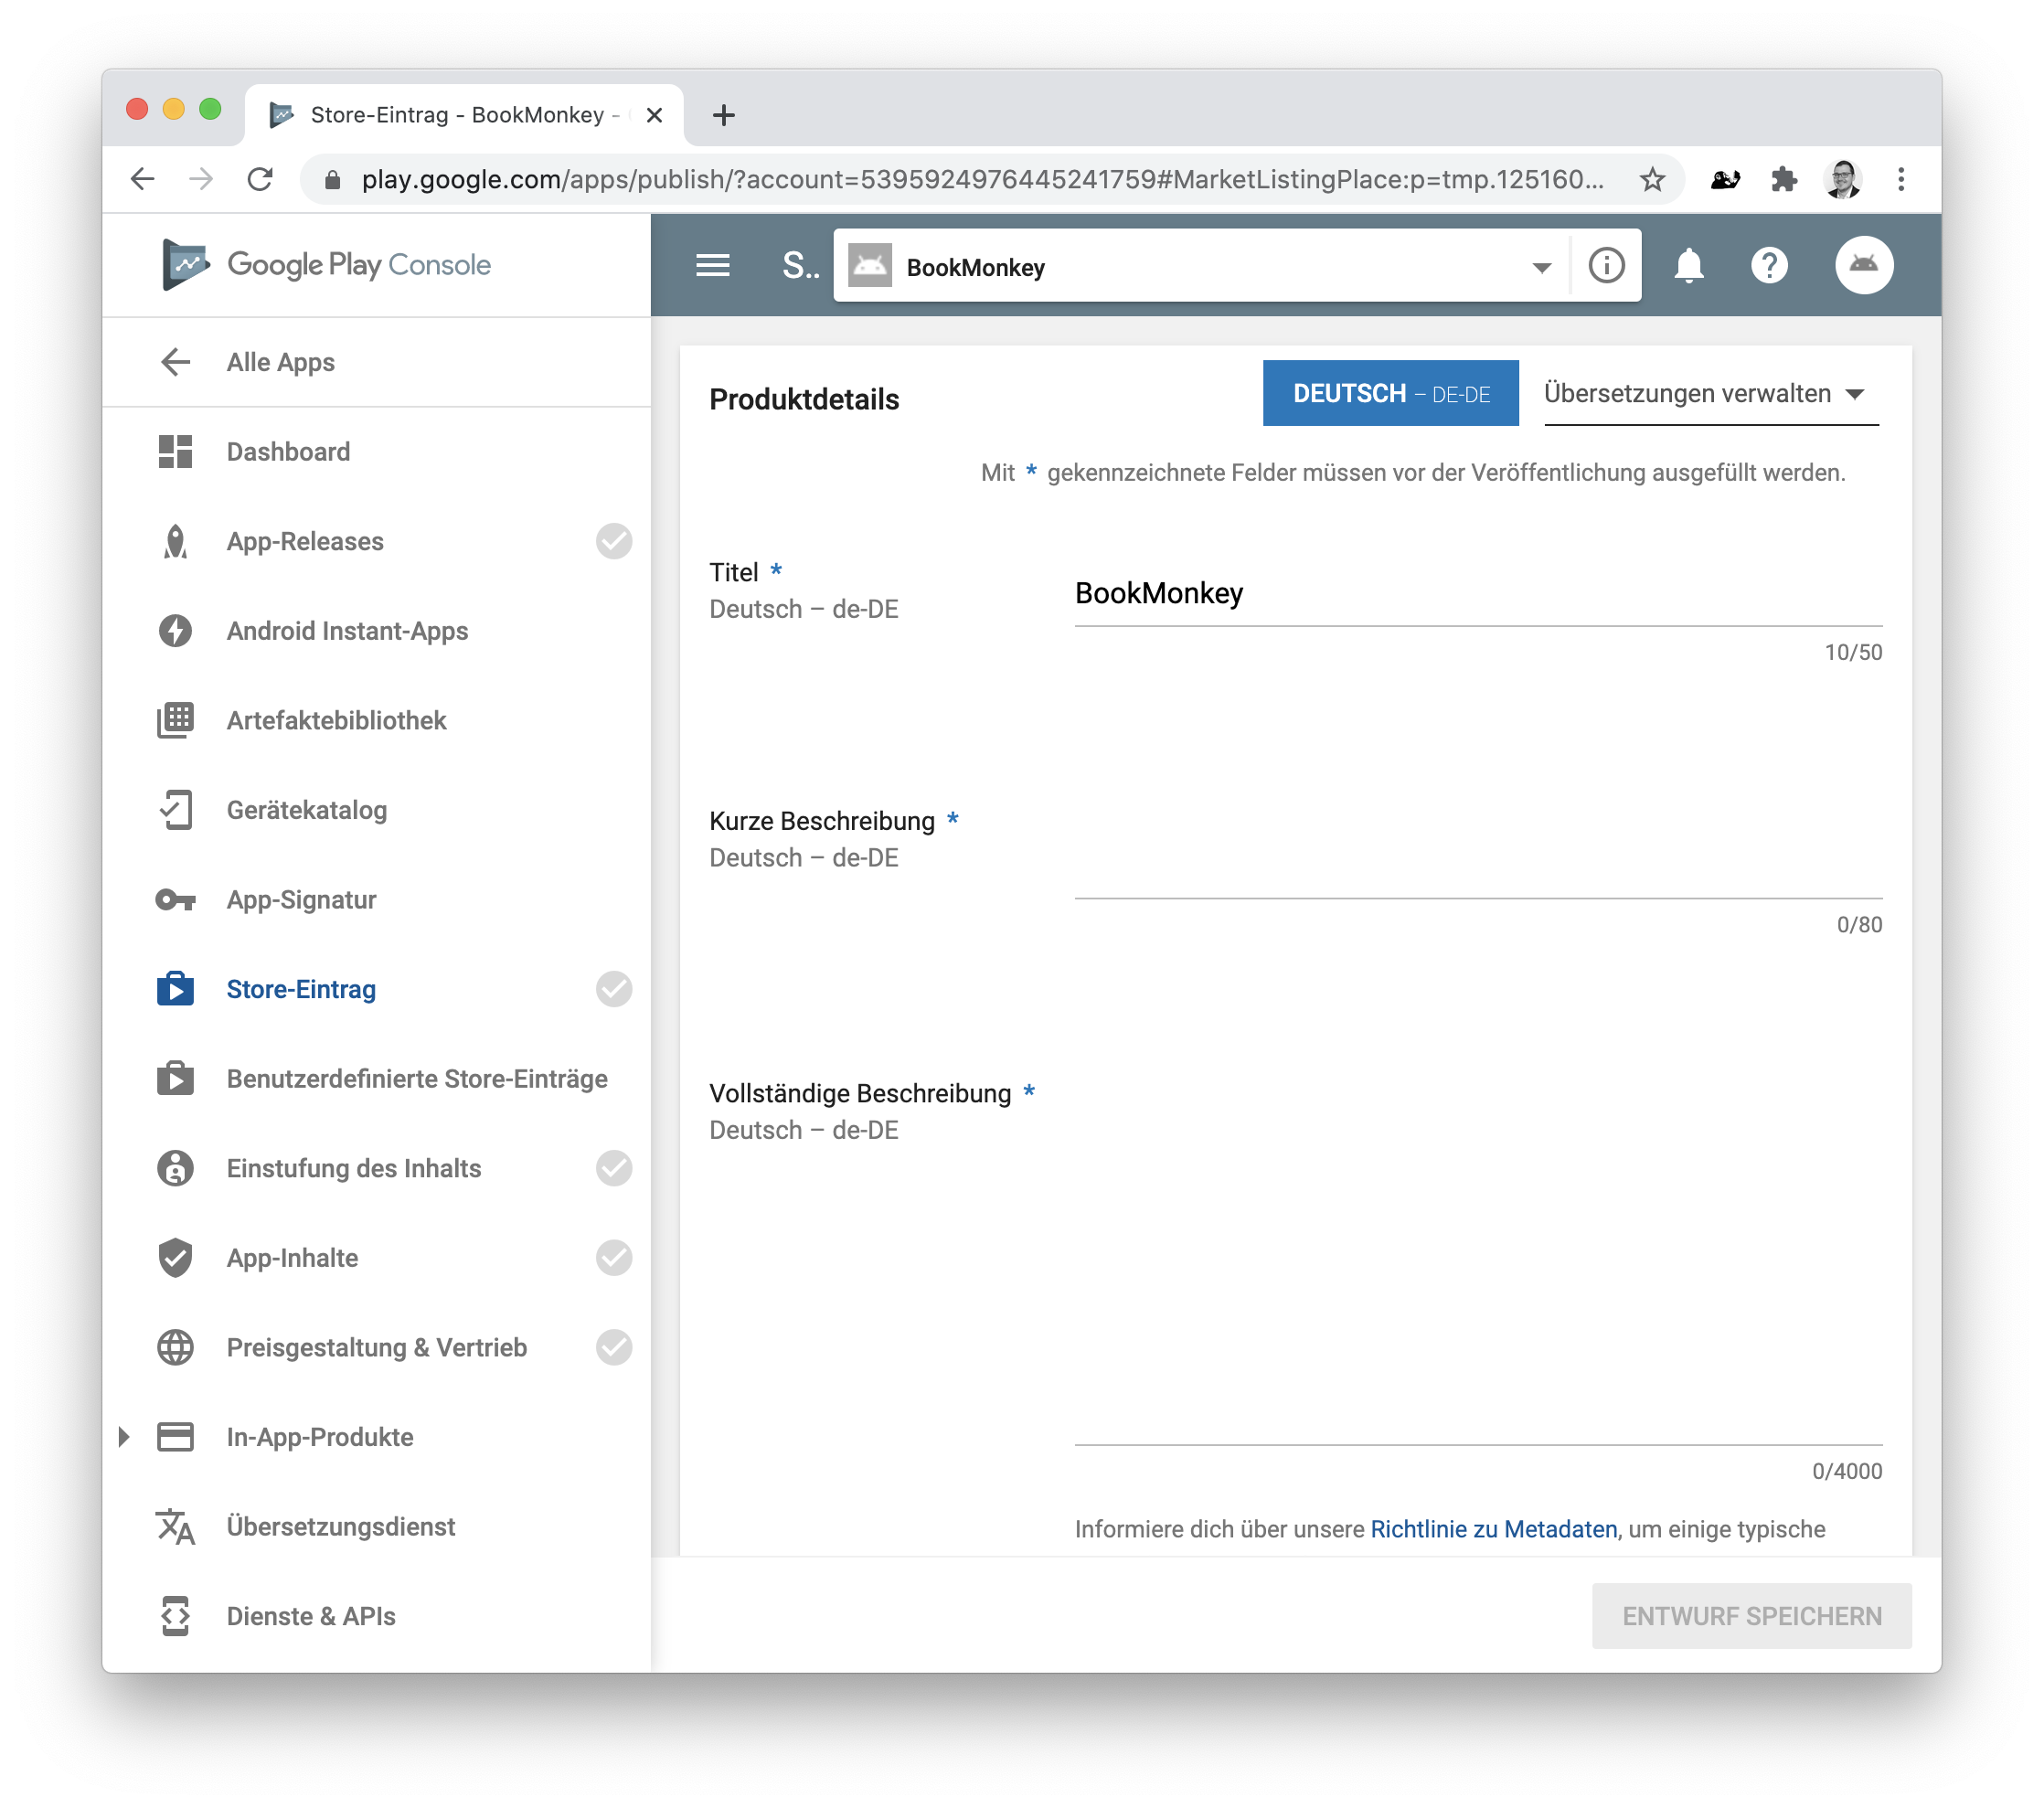 Store-Eintrag - BookMonkey -
play.google.com/apps/publish/?account=5395924976445241759#MarketListingPlace:p=tmp.125160...
Google Play Console
S..
BookMonkey
Alle Apps
Dashboard
App-Releases
Android Instant-Apps
Artefaktebibliothek
Gerätekatalog
App-Signatur
Store-Eintrag
Benutzerdefinierte Store-Einträge
Einstufung des Inhalts
App-Inhalte
Preisgestaltung & Vertrieb
In-App-Produkte
Übersetzungsdienst
Dienste & APIs
Produktdetails
DEUTSCH – DE-DE
Übersetzungen verwalten
Mit * gekennzeichnete Felder müssen vor der Veröffentlichung ausgefüllt werden.
Titel *
Deutsch – de-DE
BookMonkey
10/50
Kurze Beschreibung *
Deutsch – de-DE
0/80
Vollständige Beschreibung *
Deutsch – de-DE
0/4000
Informiere dich über unsere Richtlinie zu Metadaten, um einige typische
ENTWURF SPEICHERN